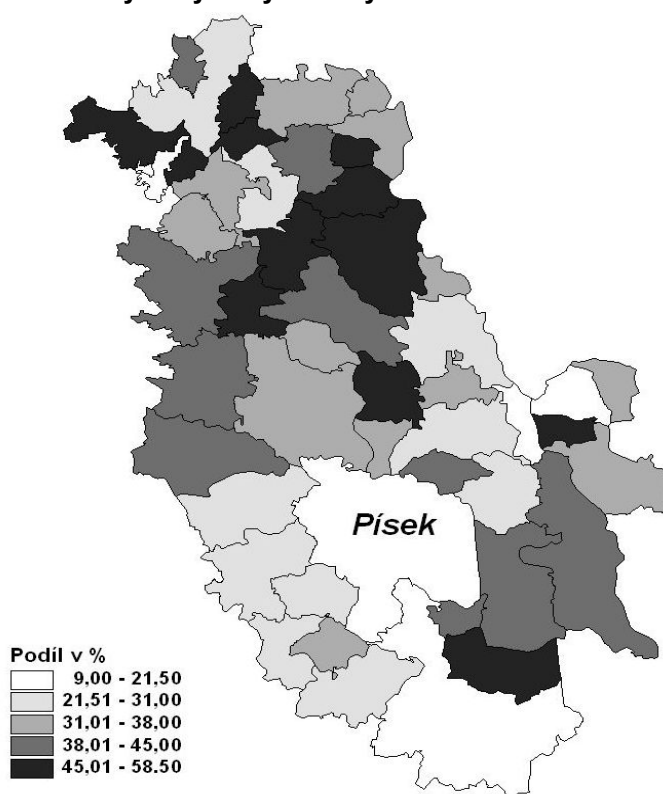 Písek
Podíl v %
9,00 - 21,50
21,51 - 31,00
31,01 - 38,00
38,01 - 45,00
45,01 - 58.50